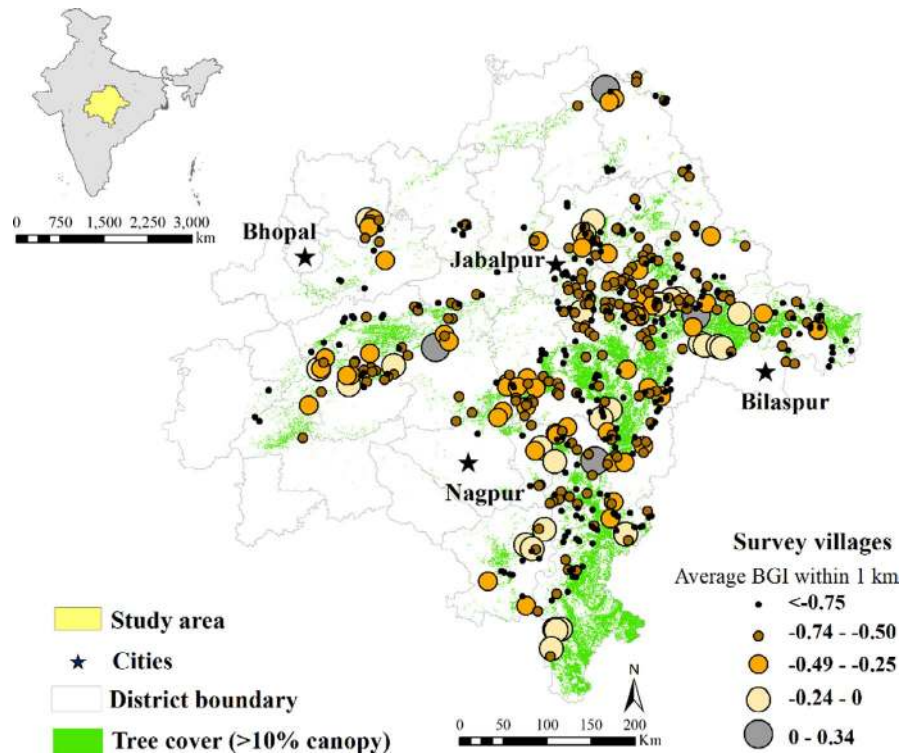 0 750 1,500 2,250 3,000
km
Bhopal
Jabalpur
Bilaspur
Nagpur
Survey villages
Average BGI within 1 km
<-0.75
-0.74 - -0.50
-0.49 - -0.25
-0.24 - 0
0 - 0.34
Study area
Cities
District boundary
Tree cover (>10% canopy)
N
0 50 100 150 200
Km